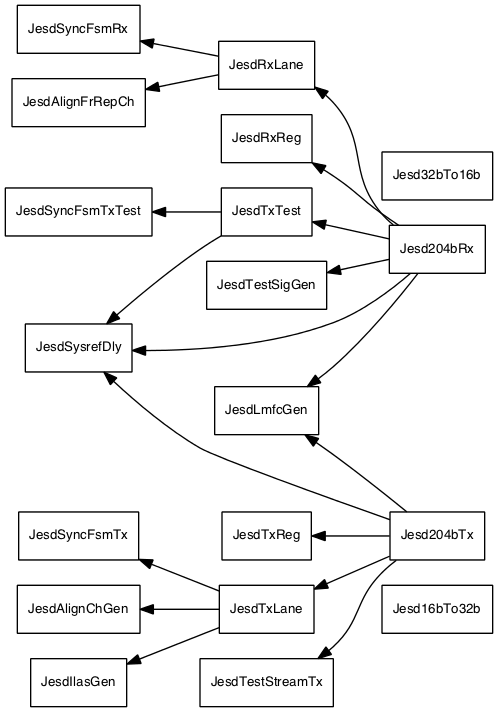 JesdSyncFsmRx
JesdRxLane
JesdAlignFrRepCh
JesdRxReg
Jesd32bTo16b
JesdSyncFsmTxTest
JesdTxTest
Jesd204bRx
JesdTestSigGen
JesdSysrefDly
JesdLmfcGen
JesdSyncFsmTx
JesdTxReg
Jesd204bTx
JesdAlignChGen
JesdTxLane
Jesd16bTo32b
JesdIlasGen
JesdTestStreamTx